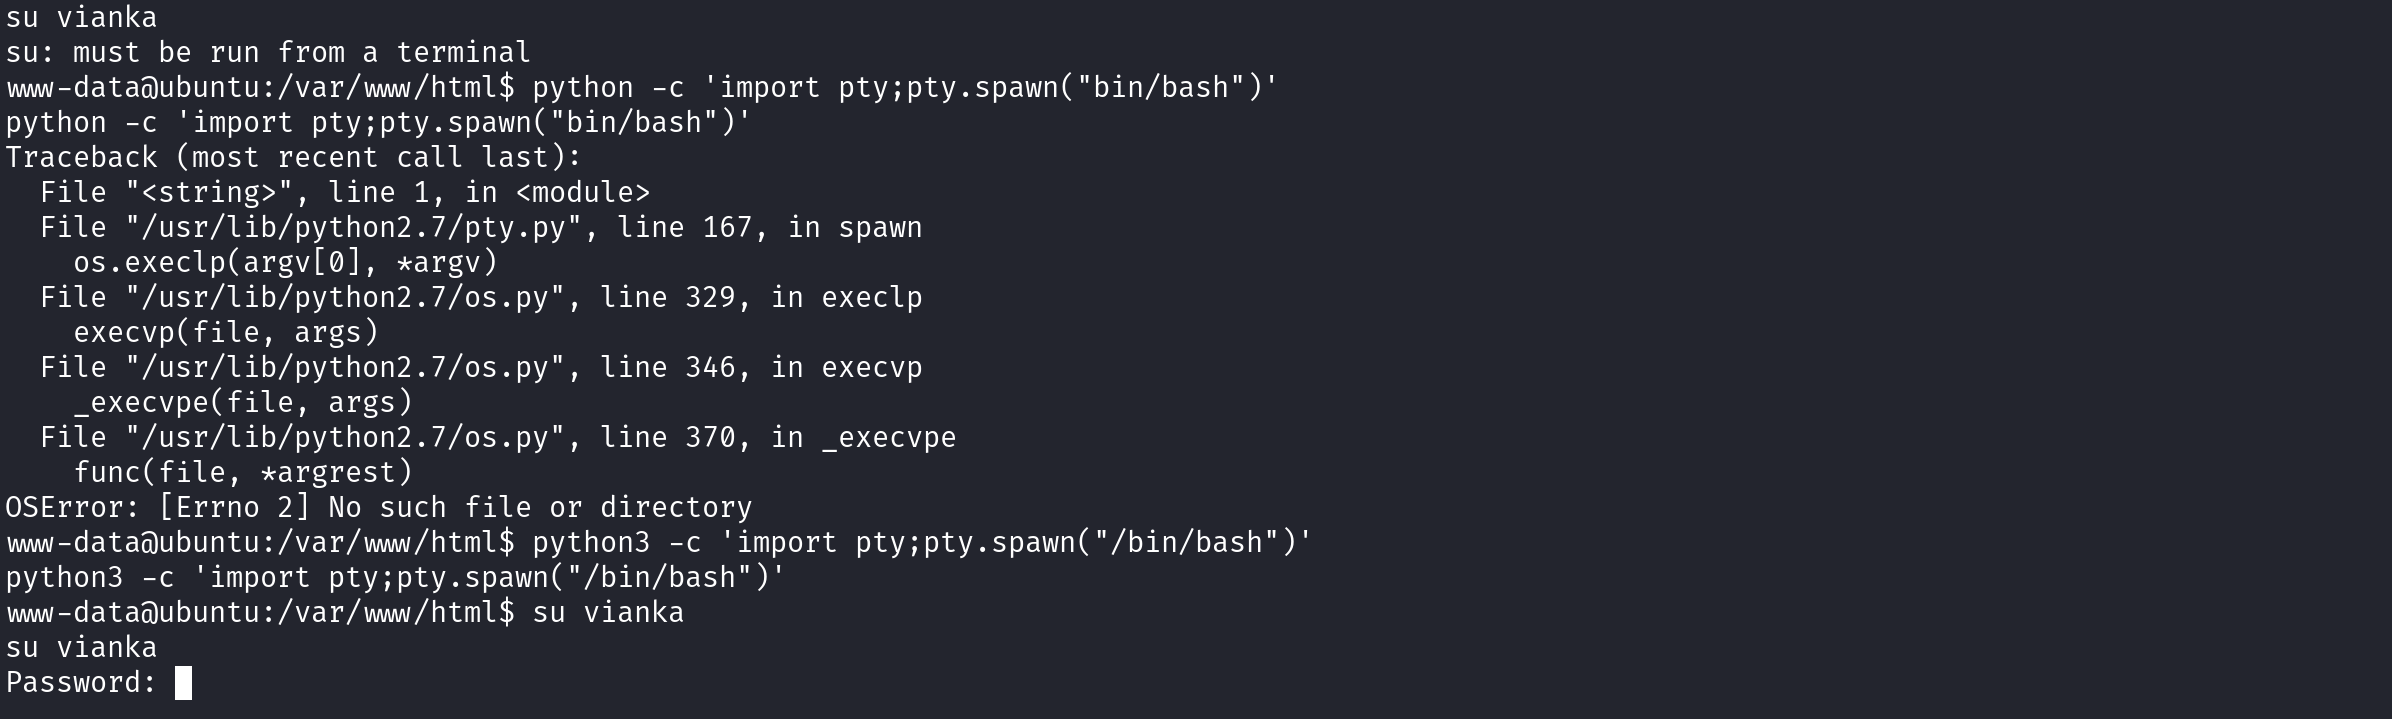 su vianka
su: must be run from a terminal
www-data@ubuntu:/var/www/html$ python -c 'import pty;pty.spawn("bin/bash")'
python -c 'import pty;pty.spawn("bin/bash")'
Traceback (most recent call last):
  File "<string>", line 1, in <module>
  File "/usr/lib/python2.7/pty.py", line 167, in spawn
    os.execlp(argv[0], *argv)
  File "/usr/lib/python2.7/os.py", line 329, in execlp
    execvp(file, args)
  File "/usr/lib/python2.7/os.py", line 346, in execvp
    _execvpe(file, args)
  File "/usr/lib/python2.7/os.py", line 370, in _execvpe
    func(file, *argrest)
OSError: [Errno 2] No such file or directory
www-data@ubuntu:/var/www/html$ python3 -c 'import pty;pty.spawn("/bin/bash")'
python3 -c 'import pty;pty.spawn("/bin/bash")'
www-data@ubuntu:/var/www/html$ su vianka
su vianka
Password: